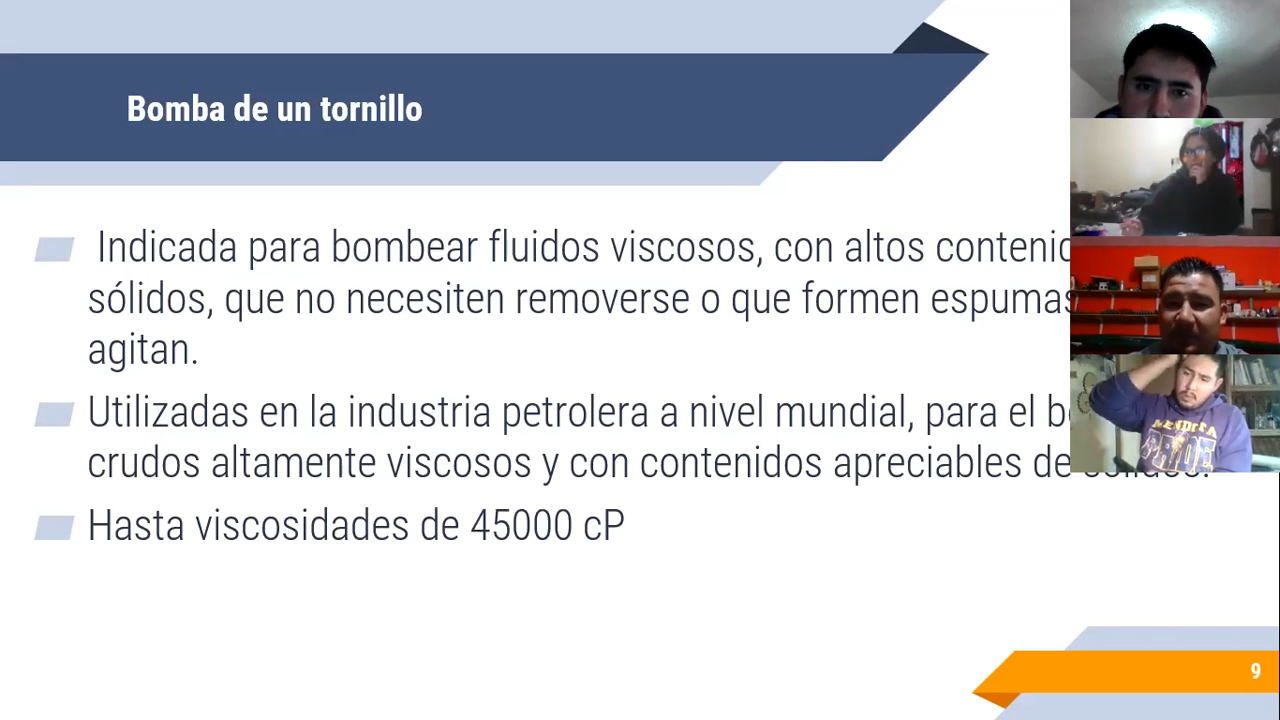 Bomba de un tornillo
Indicada para bombear fluidos viscosos, con altos
sólidos, que no necesiten removerse o que formen espumas
agitan.
Utilizadas en la industria petrolera a nivel mundial, para el
crudos altamente viscosos y con contenidos apreciables de
Hasta viscosidades de 45000 cP
MENDOTA
PRIDE
9